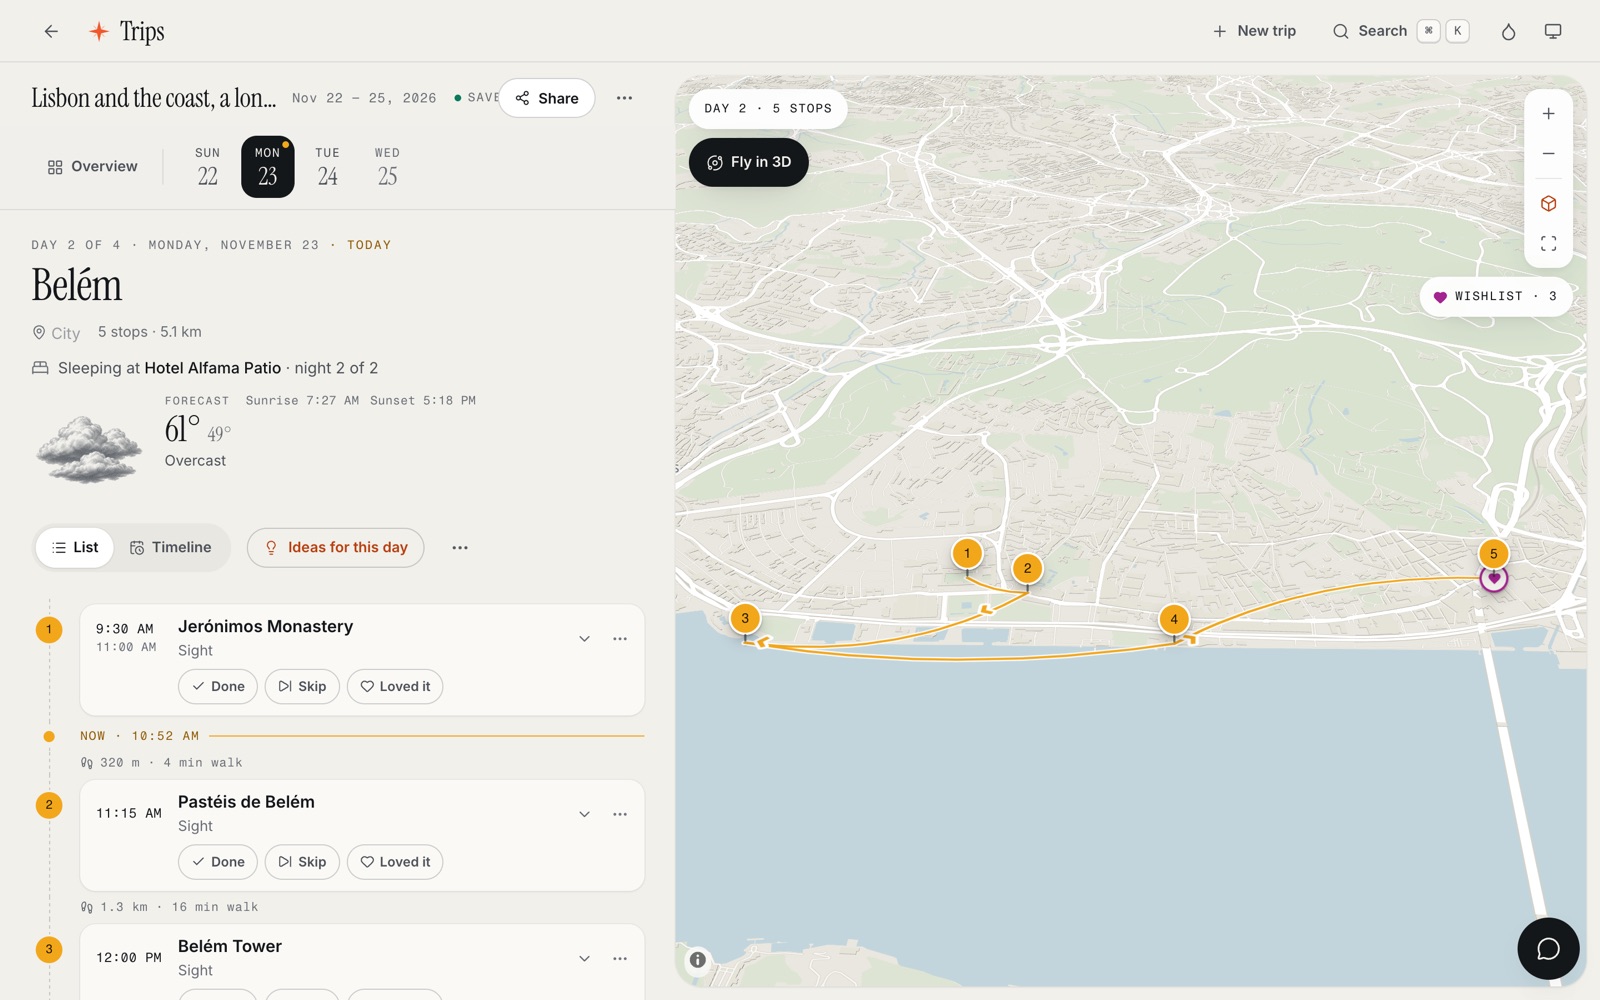 Trips
New trip
Search ⌘ K
Lisbon and the coast, a lon...
Nov 22 – 25, 2026
SAVE
Share
Overview
SUN 22
MON 23
TUE 24
WED 25
DAY 2 OF 4 · MONDAY, NOVEMBER 23 · TODAY
Belém
City 5 stops · 5.1 km
Sleeping at Hotel Alfama Patio · night 2 of 2
FORECAST Sunrise 7:27 AM Sunset 5:18 PM
61° 49°
Overcast
List
Timeline
Ideas for this day
1
9:30 AM
11:00 AM
Jerónimos Monastery
Sight
Done
Skip
Loved it
NOW · 10:52 AM
320 m · 4 min walk
2
11:15 AM
Pastéis de Belém
Sight
Done
Skip
Loved it
1.3 km · 16 min walk
3
12:00 PM
Belém Tower
Sight
DAY 2 · 5 STOPS
Fly in 3D
WISHLIST · 3
1
2
3
4
5